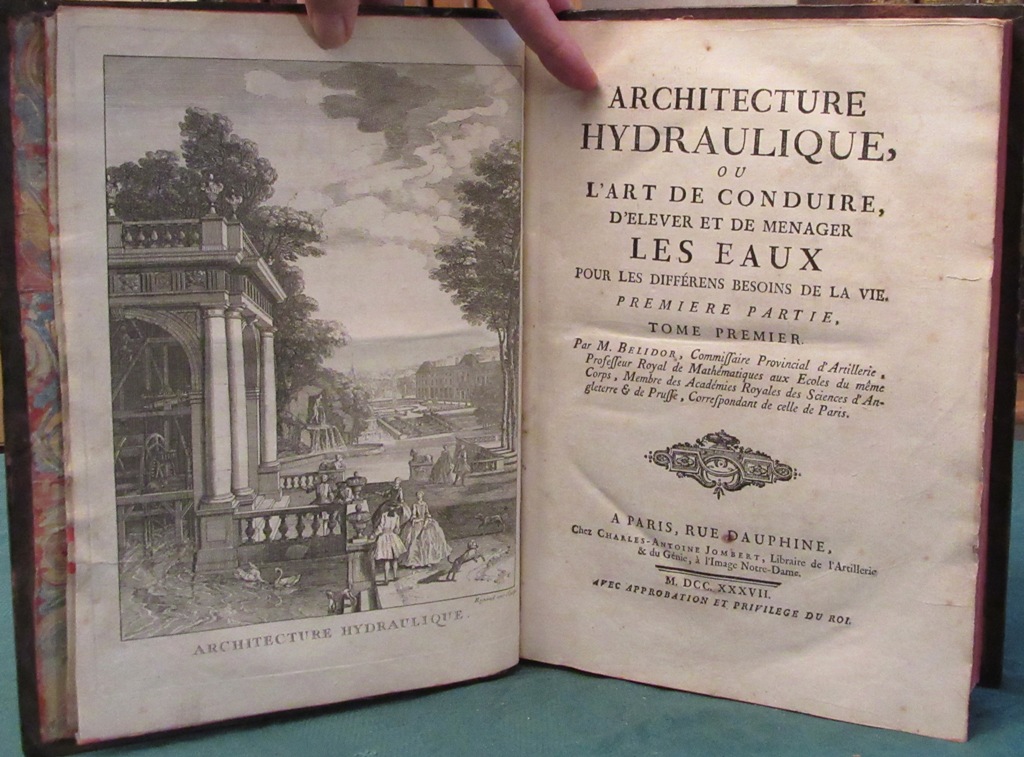 ARCHITECTURE HYDRAULIQUE.
ARCHITECTURE
HYDRAULIQUE,
OU
L'ART DE CONDUIRE,
D'ELEVER ET DE MENAGER
LES EAUX
POUR LES DIFFÉRENS BESOINS DE LA VIE.
PREMIERE PARTIE,
TOME PREMIER.
Par M. BELIDOR, Commiſſaire Provincial d'Artillerie,
Profeſſeur Royal de Mathématiques aux Ecoles du même
Corps, Membre des Académies Royales des Sciences d'An-
gleterre & de Pruſſe, Correſpondant de celle de Paris.
A PARIS, RUE DAUPHINE,
Chez CHARLES-ANTOINE JOMBERT, Libraire de l'Artillerie
& du Génie, à l'Image Notre-Dame.
M. DCC. XXXVII.
AVEC APPROBATION ET PRIVILEGE DU ROI.